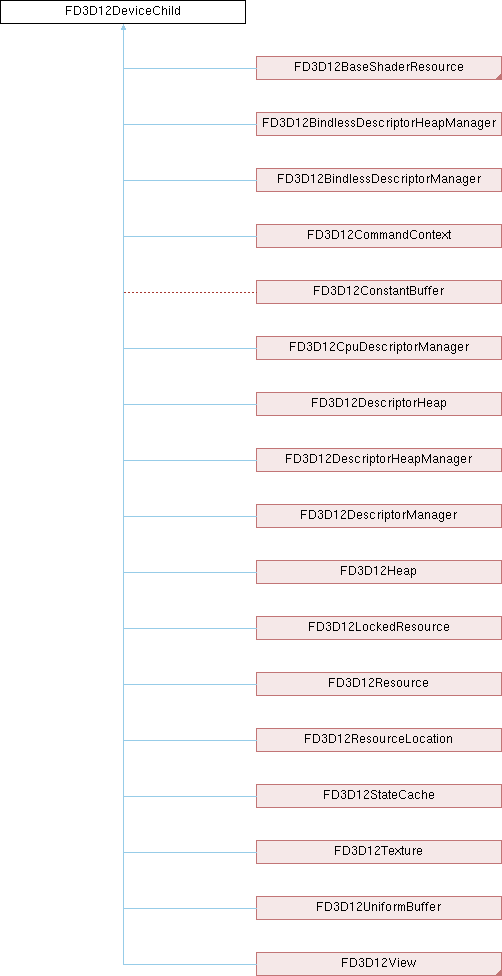 FD3D12DeviceChild
FD3D12BaseShaderResource
FD3D12BindlessDescriptorHeapManager
FD3D12BindlessDescriptorManager
FD3D12CommandContext
FD3D12ConstantBuffer
FD3D12CpuDescriptorManager
FD3D12DescriptorHeap
FD3D12DescriptorHeapManager
FD3D12DescriptorManager
FD3D12Heap
FD3D12LockedResource
FD3D12Resource
FD3D12ResourceLocation
FD3D12StateCache
FD3D12Texture
FD3D12UniformBuffer
FD3D12View